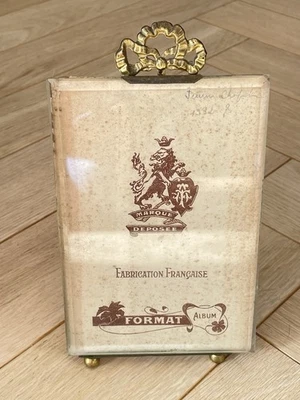 MARQUE
DÉPOSÉE
FABRICATION FRANÇAISE
FORMAT
ALBUM